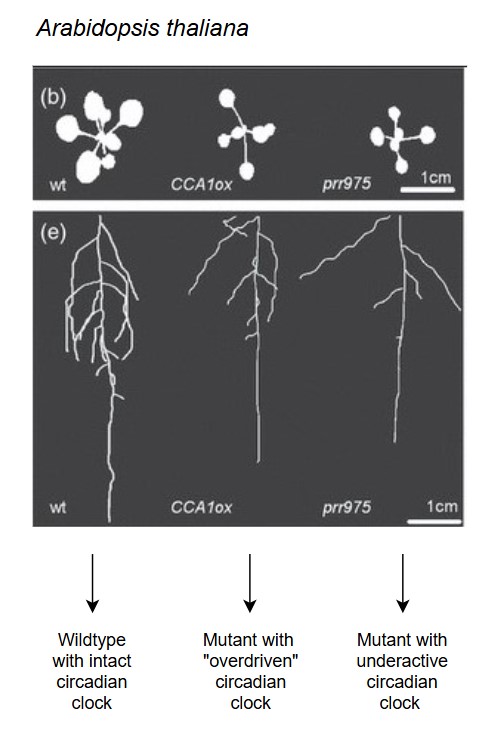 Arabidopsis thaliana
(b)
wt CCA1ox prr975 1cm
(e)
wt CCA1ox prr975 1cm
Wildtype
with intact
circadian
clock
Mutant with
"overdriven"
circadian
clock
Mutant with
underactive
circadian
clock